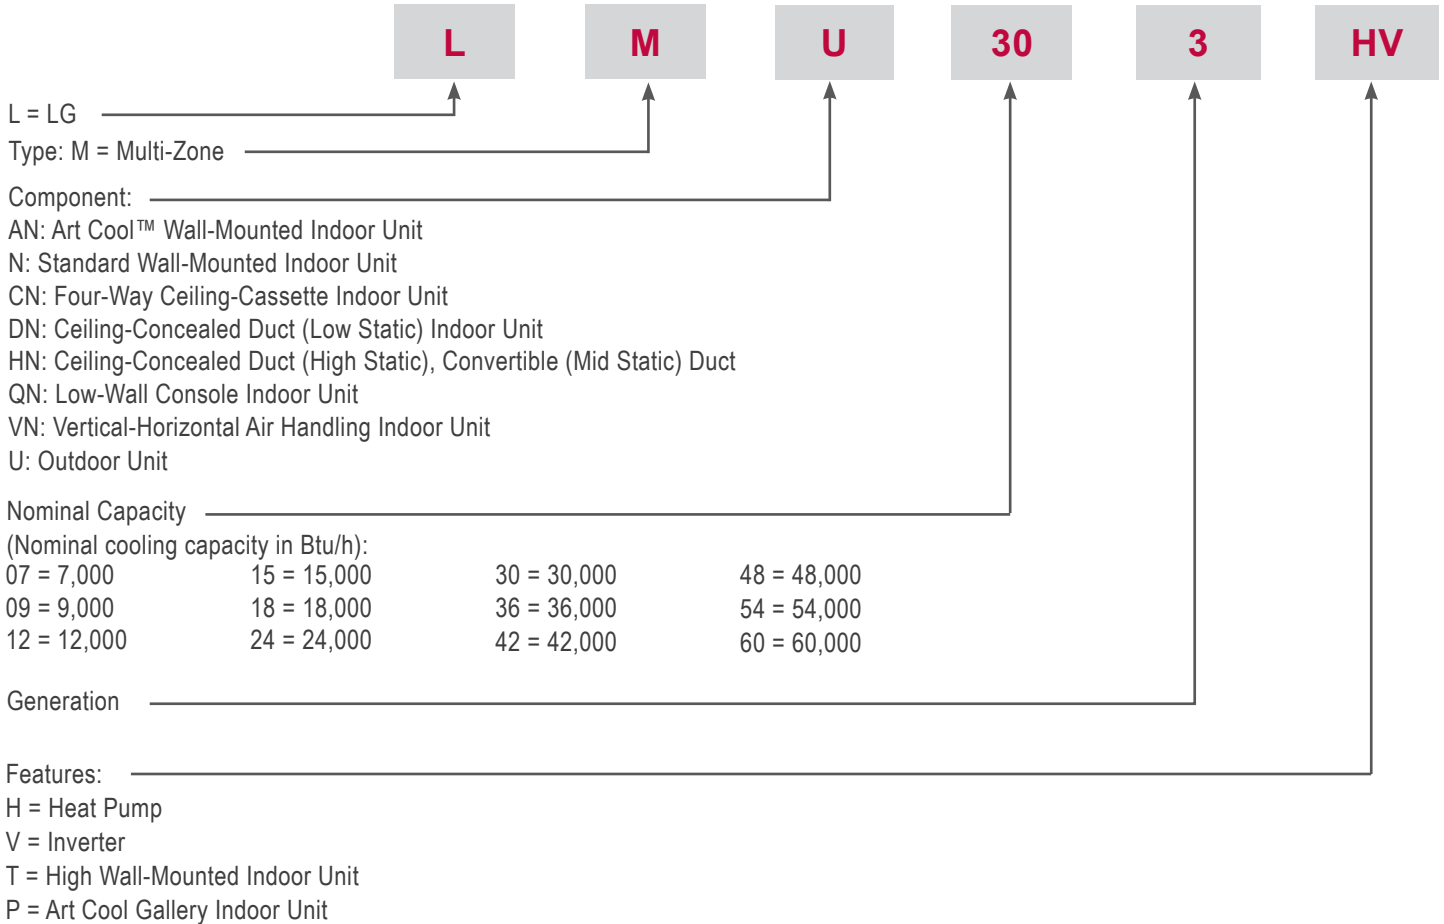 L M U 30 3 HV
L = LG
Type: M = Multi-Zone
Component:
AN: Art Cool™ Wall-Mounted Indoor Unit
N: Standard Wall-Mounted Indoor Unit
CN: Four-Way Ceiling-Cassette Indoor Unit
DN: Ceiling-Concealed Duct (Low Static) Indoor Unit
HN: Ceiling-Concealed Duct (High Static), Convertible (Mid Static) Duct
QN: Low-Wall Console Indoor Unit
VN: Vertical-Horizontal Air Handling Indoor Unit
U: Outdoor Unit
Nominal Capacity
(Nominal cooling capacity in Btu/h):
07 = 7,000 15 = 15,000 30 = 30,000 48 = 48,000
09 = 9,000 18 = 18,000 36 = 36,000 54 = 54,000
12 = 12,000 24 = 24,000 42 = 42,000 60 = 60,000
Generation
Features:
H = Heat Pump
V = Inverter
T = High Wall-Mounted Indoor Unit
P = Art Cool Gallery Indoor Unit